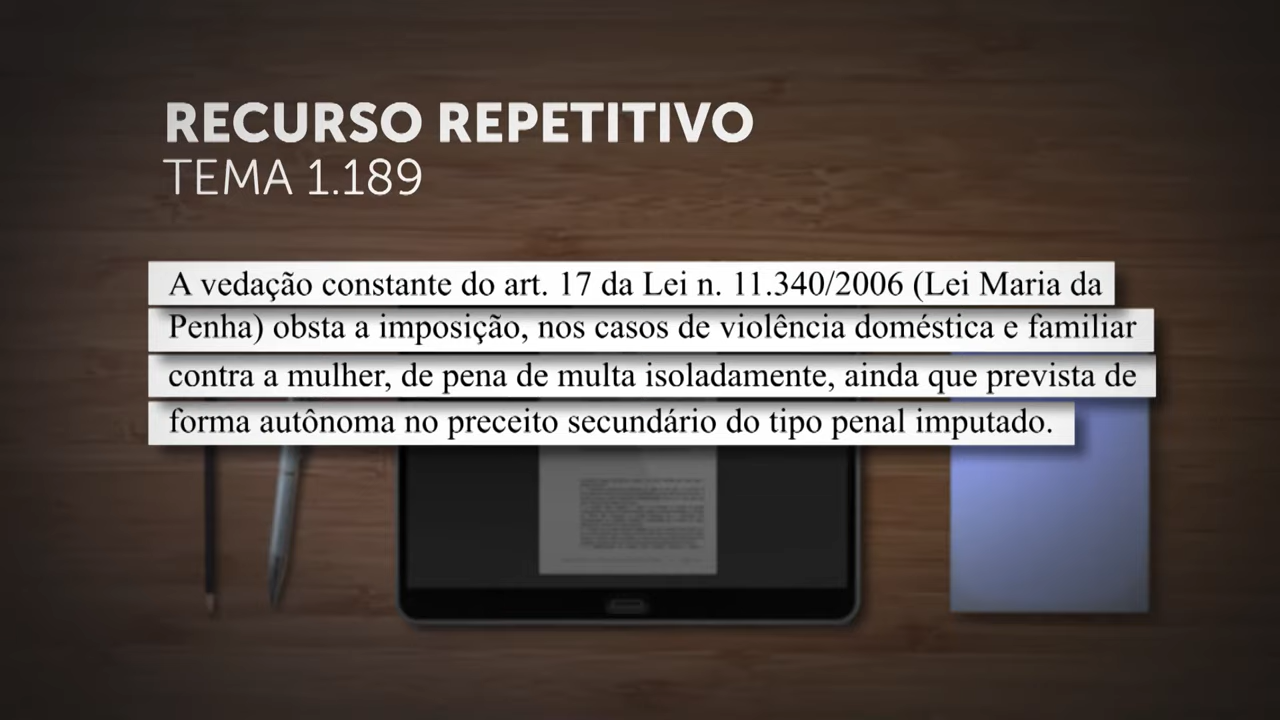 RECURSO REPETITIVO
TEMA 1.189
A vedação constante do art. 17 da Lei n. 11.340/2006 (Lei Maria da
Penha) obsta a imposição, nos casos de violência doméstica e familiar
contra a mulher, de pena de multa isoladamente, ainda que prevista de
forma autônoma no preceito secundário do tipo penal imputado.